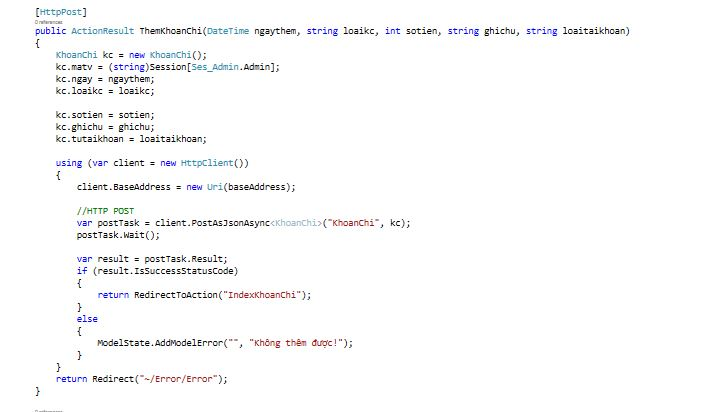 [HttpPost]
0 references
public ActionResult ThemKhoanChi(DateTime ngaythem, string loaikc, int sotien, string ghichu, string loaitaikhoan)
{
KhoanChi kc = new KhoanChi();
kc.matv = (string)Session[Ses_Admin.Admin];
kc.ngay = ngaythem;
kc.loaikc = loaikc;
kc.sotien = sotien;
kc.ghichu = ghichu;
kc.tutaikhoan = loaitaikhoan;
using (var client = new HttpClient())
{
client.BaseAddress = new Uri(baseAddress);
//HTTP POST
var postTask = client.PostAsJsonAsync<KhoanChi>("KhoanChi", kc);
postTask.Wait();
var result = postTask.Result;
if (result.IsSuccessStatusCode)
{
return RedirectToAction("IndexKhoanChi");
}
else
{
ModelState.AddModelError("", "Không thêm được!");
}
}
return Redirect("~/Error/Error");
}